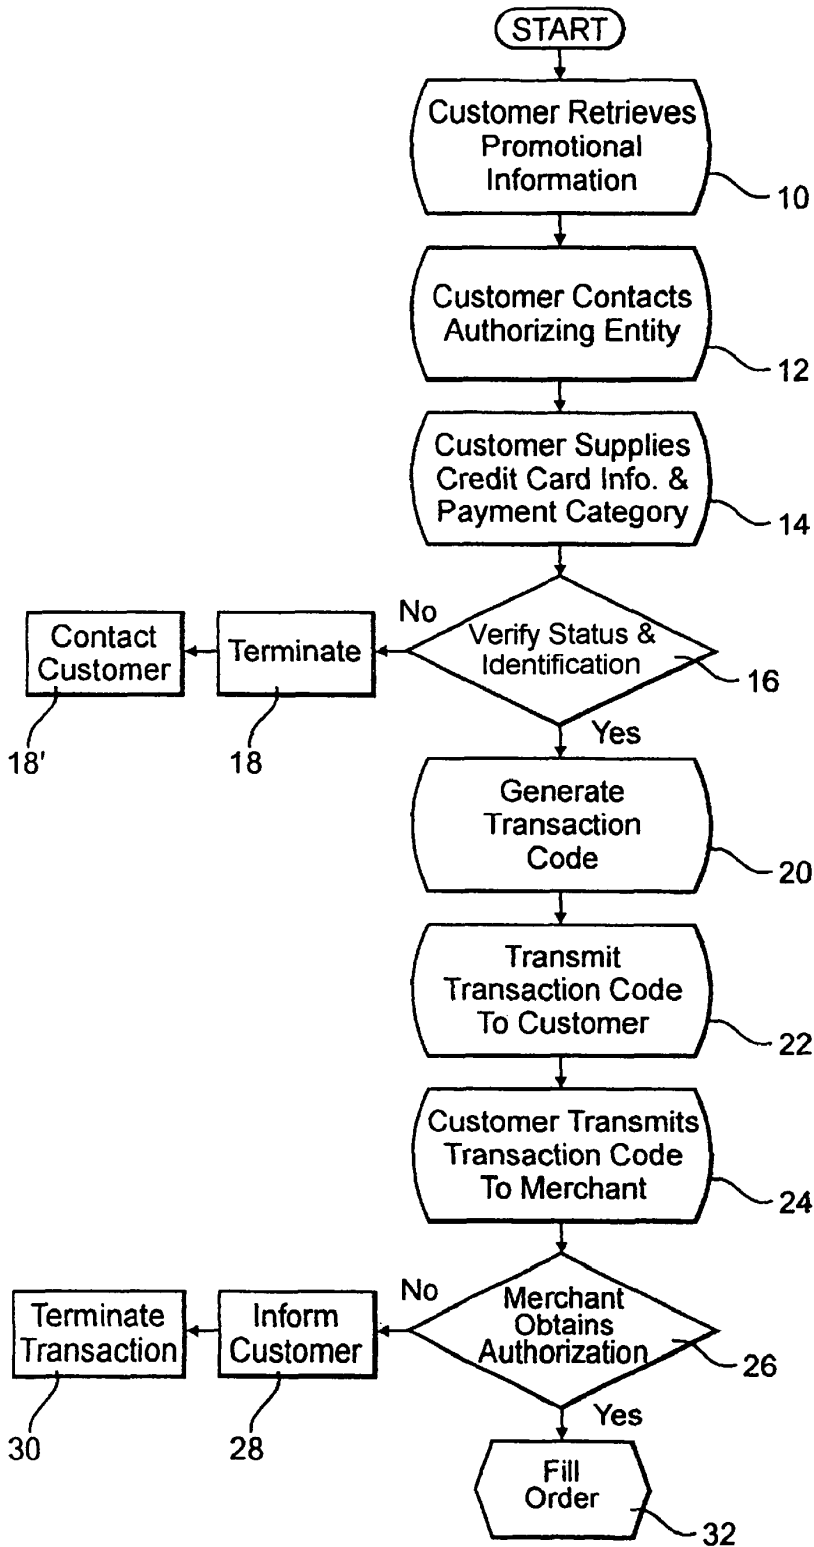 START
Customer Retrieves
Promotional
Information
10
Customer Contacts
Authorizing Entity
12
Customer Supplies
Credit Card Info. &
Payment Category
14
No
Verify Status &
Identification
16
Terminate
18
Contact
Customer
18'
Yes
Generate
Transaction
Code
20
Transmit
Transaction Code
To Customer
22
Customer Transmits
Transaction Code
To Merchant
24
No
Merchant
Obtains
Authorization
26
Inform
Customer
28
Terminate
Transaction
30
Yes
Fill
Order
32